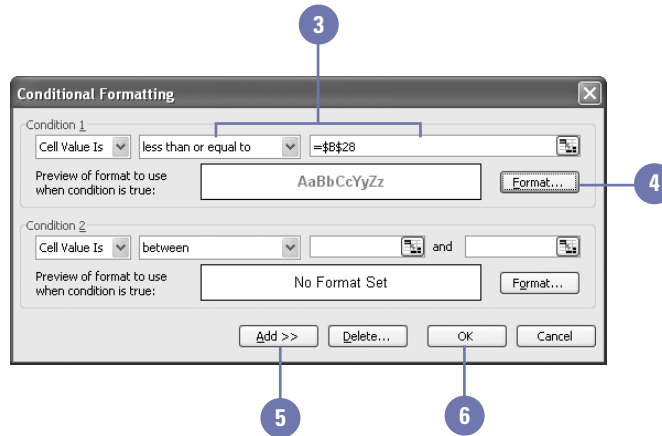 3
Conditional Formatting
Condition 1
Cell Value Is less than or equal to =$B$28
Preview of format to use
when condition is true:
AaBbCcYyZz
Format...
4
Condition 2
Cell Value Is between and
Preview of format to use
when condition is true:
No Format Set
Format...
Add >> Delete... OK Cancel
5 6